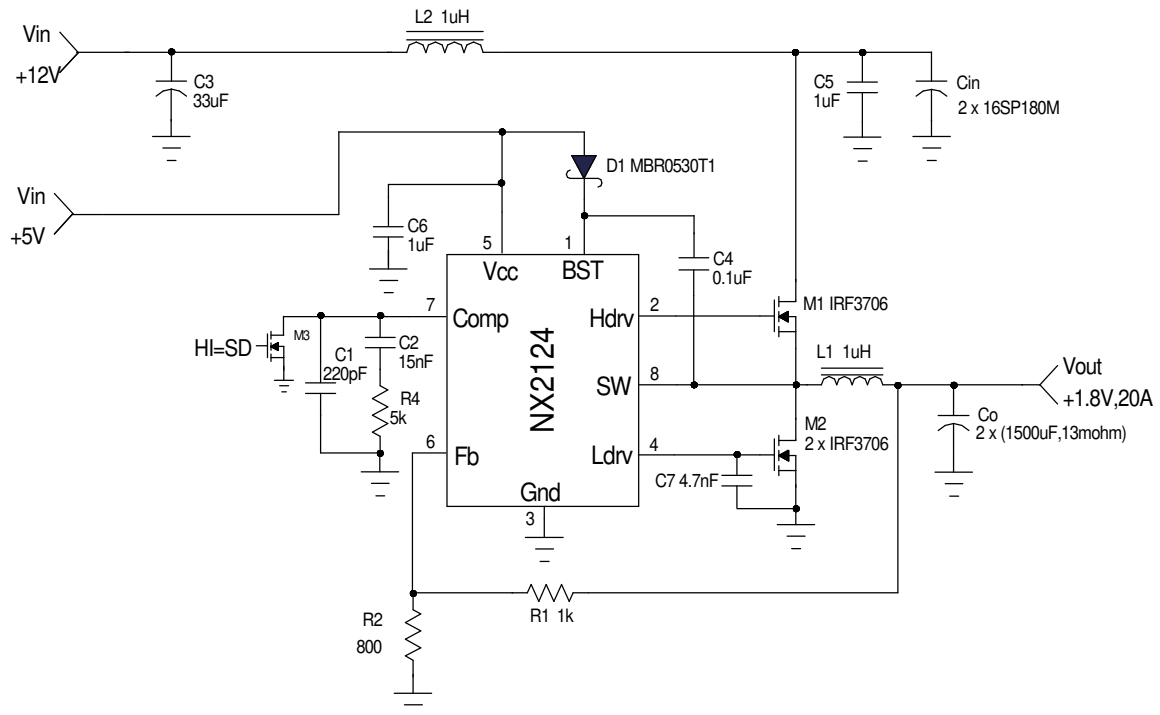 L2 1uH
Vin
+12V
C3
33uF
C5
1uF
Cin
2 x 16SP180M
D1 MBR0530T1
Vin
+5V
C6
1uF
5
1
Vcc
BST
C4
0.1uF
7
Comp
2
Hdrv
M1 IRF3706
HI=SD
M3
C1
220pF
C2
15nF
R4
5k
NX2124
SW
8
L1 1uH
Vout
+1.8V,20A
Co
2 x (1500uF,13mohm)
6
Fb
Ldrv
4
M2
2 x IRF3706
C7 4.7nF
Gnd
3
R1 1k
R2
800